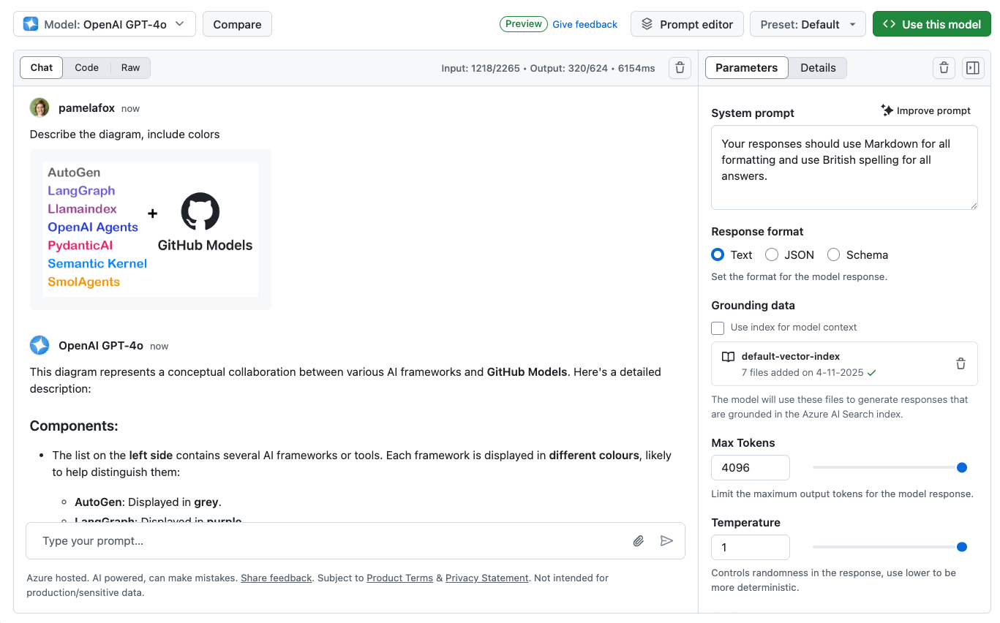 Model: OpenAI GPT-4o
Compare
Preview
Give feedback
Prompt editor
Preset: Default
Use this model
Chat
Code
Raw
Input: 1218/2265 • Output: 320/624 • 6154ms
pamelafox now
Describe the diagram, include colors
AutoGen
LangGraph
Llamaindex
OpenAI Agents
PydanticAI
Semantic Kernel
SmolAgents
+
GitHub Models
OpenAI GPT-4o now
This diagram represents a conceptual collaboration between various AI frameworks and GitHub Models. Here's a detailed
description:
Components:
• The list on the left side contains several AI frameworks or tools. Each framework is displayed in different colours, likely
to help distinguish them:
◦ AutoGen: Displayed in grey.
◦ LangGraph: Displayed in purple.
Type your prompt...
Azure hosted. AI powered, can make mistakes. Share feedback. Subject to Product Terms & Privacy Statement. Not intended for
production/sensitive data.
Parameters
Details
System prompt
Improve prompt
Your responses should use Markdown for all
formatting and use British spelling for all
answers.
Response format
Text
JSON
Schema
Set the format for the model response.
Grounding data
Use index for model context
default-vector-index
7 files added on 4-11-2025 ✓
The model will use these files to generate responses that
are grounded in the Azure AI Search index.
Max Tokens
4096
Limit the maximum output tokens for the model response.
Temperature
1
Controls randomness in the response, use lower to be
more deterministic.